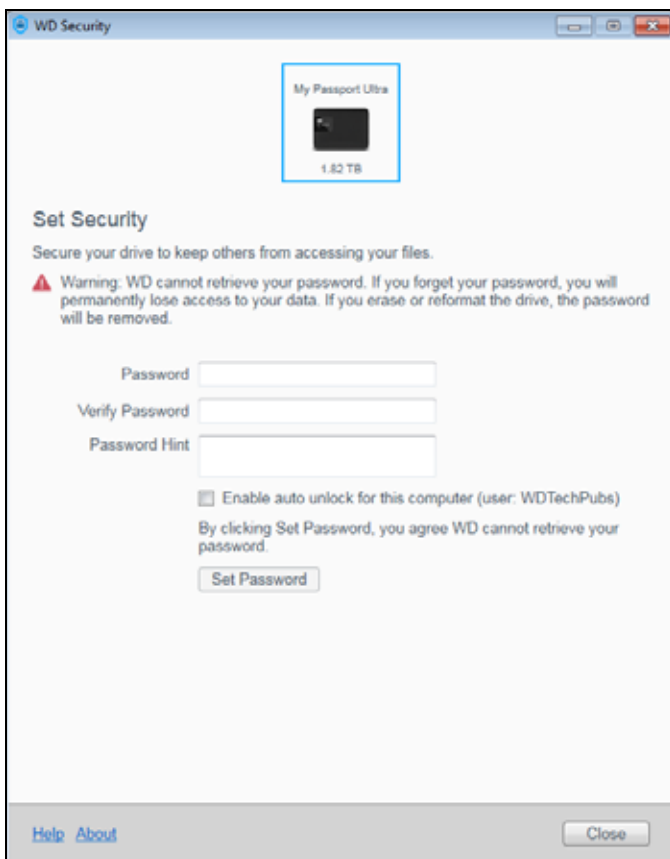 WD Security
My Passport Ultra
1.82 TB
Set Security
Secure your drive to keep others from accessing your files.
Warning: WD cannot retrieve your password. If you forget your password, you will
permanently lose access to your data. If you erase or reformat the drive, the password
will be removed.
Password
Verify Password
Password Hint
Enable auto unlock for this computer (user: WDTechPubs)
By clicking Set Password, you agree WD cannot retrieve your
password.
Set Password
Help About
Close